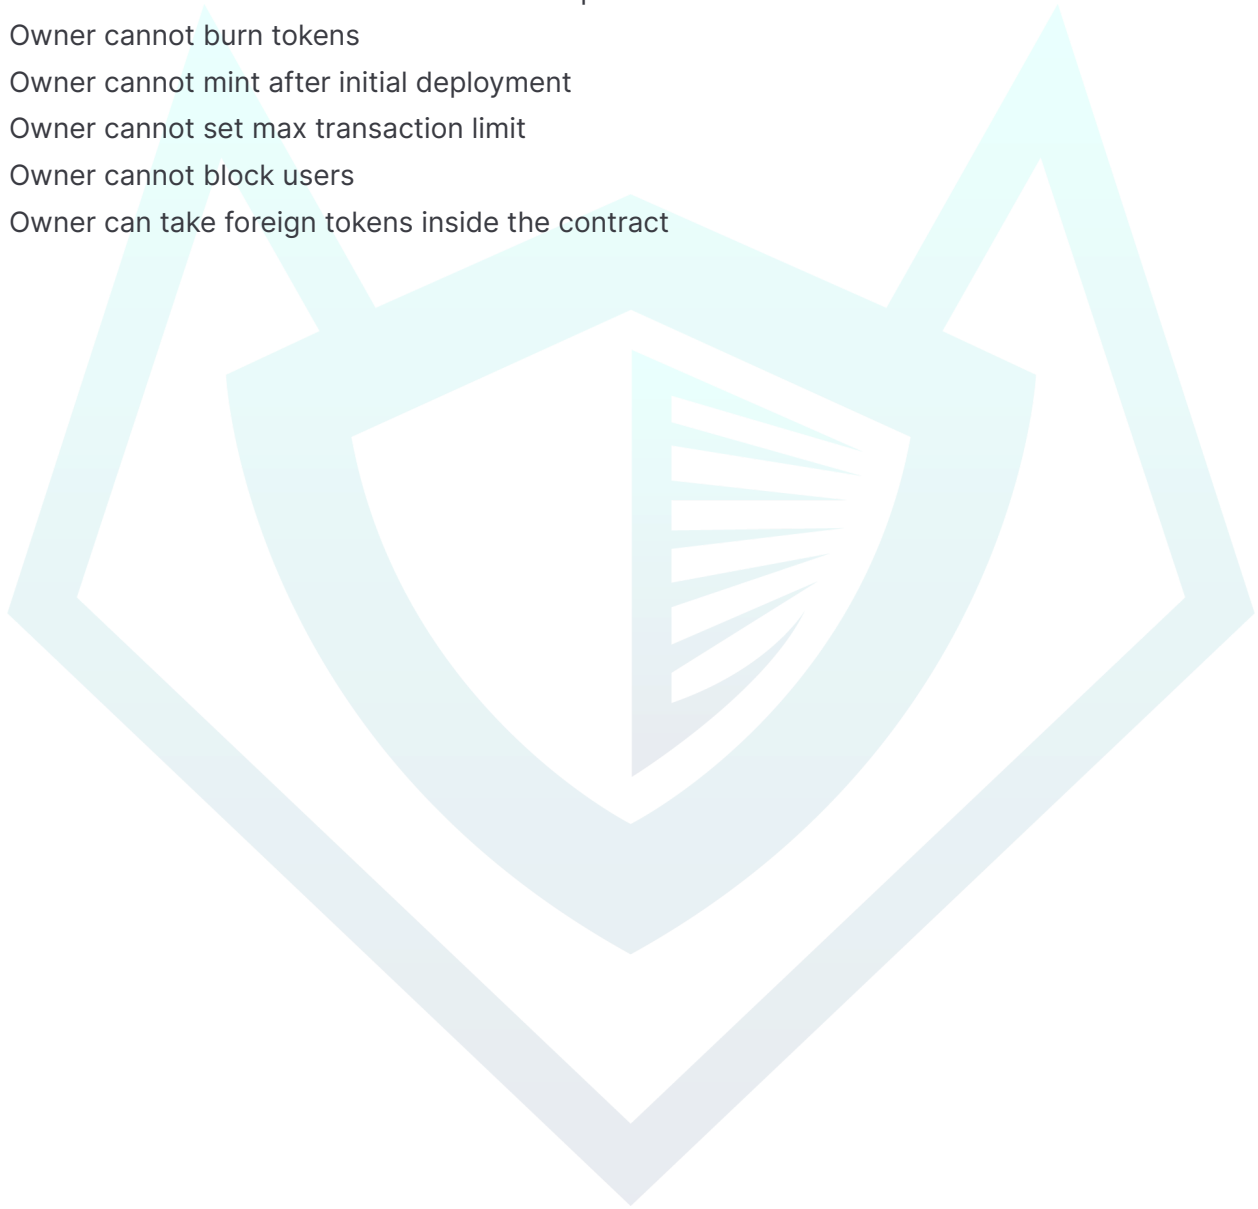 Owner cannot burn tokens
Owner cannot mint after initial deployment
Owner cannot set max transaction limit
Owner cannot block users
Owner can take foreign tokens inside the contract